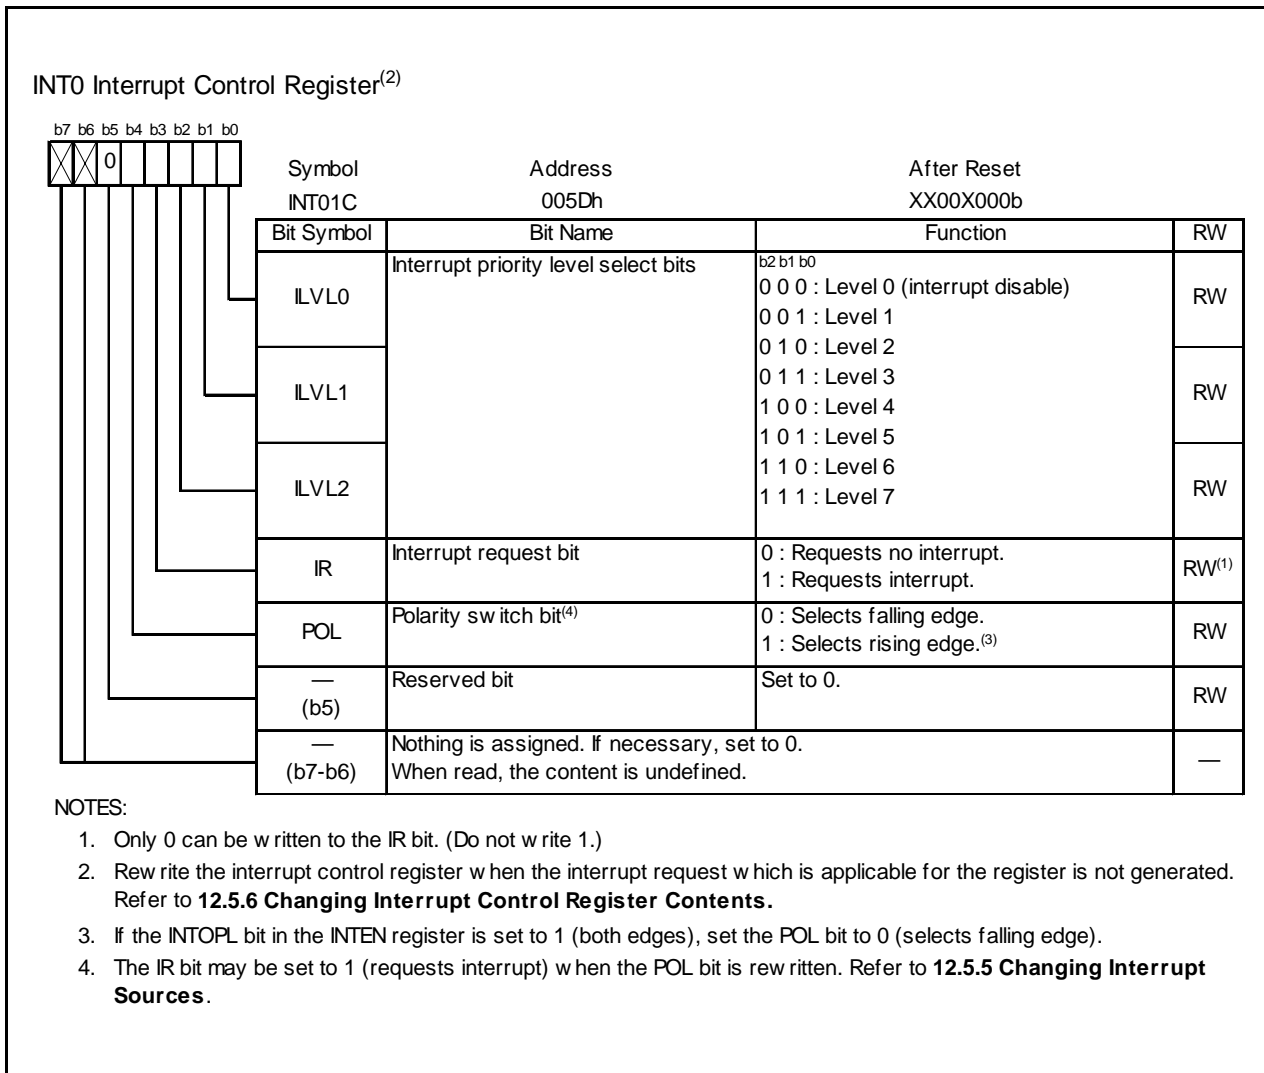 INT0 Interrupt Control Register(2)
b7 b6 b5 b4 b3 b2 b1 b0
0
Symbol Address After Reset
INT01C 005Dh XX00X000b
Bit Symbol Bit Name Function RW
ILVL0 Interrupt priority level select bits b2 b1 b0 RW
0 0 0 : Level 0 (interrupt disable)
0 0 1 : Level 1
0 1 0 : Level 2
ILVL1 0 1 1 : Level 3 RW
1 0 0 : Level 4
1 0 1 : Level 5
ILVL2 1 1 0 : Level 6 RW
1 1 1 : Level 7
IR Interrupt request bit 0 : Requests no interrupt. RW(1)
1 : Requests interrupt.
POL Polarity switch bit(4) 0 : Selects falling edge. RW
1 : Selects rising edge.(3)
— Reserved bit Set to 0. RW
(b5)
— Nothing is assigned. If necessary, set to 0. —
(b7-b6) When read, the content is undefined.
NOTES:
1. Only 0 can be written to the IR bit. (Do not write 1.)
2. Rewrite the interrupt control register when the interrupt request which is applicable for the register is not generated.
Refer to 12.5.6 Changing Interrupt Control Register Contents.
3. If the INTOPL bit in the INTEN register is set to 1 (both edges), set the POL bit to 0 (selects falling edge).
4. The IR bit may be set to 1 (requests interrupt) when the POL bit is rewritten. Refer to 12.5.5 Changing Interrupt
Sources.